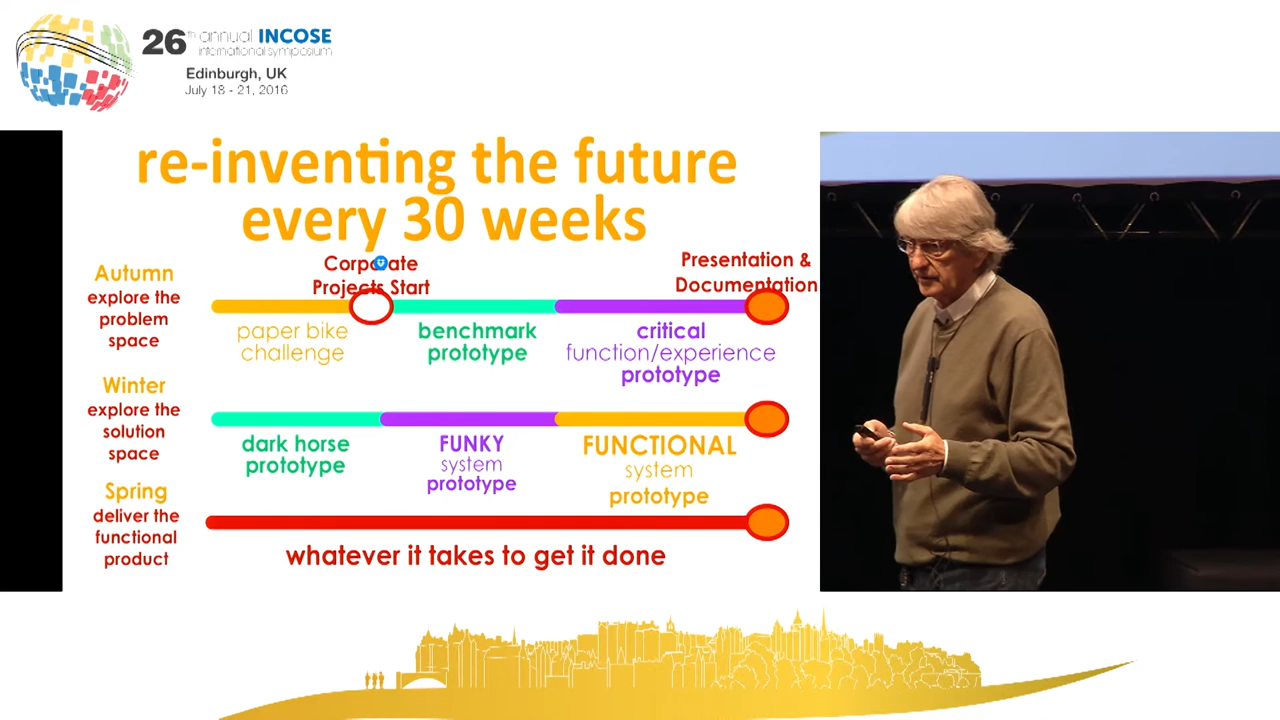 26th annual INCOSE
international symposium
Edinburgh, UK
July 18 - 21, 2016
re-inventing the future
every 30 weeks
Autumn
explore the
problem
space
Corporate
Projects Start
Presentation &
Documentation
paper bike
challenge
benchmark
prototype
critical
function/experience
prototype
Winter
explore the
solution
space
dark horse
prototype
FUNKY
system
prototype
FUNCTIONAL
system
prototype
Spring
deliver the
functional
product
whatever it takes to get it done